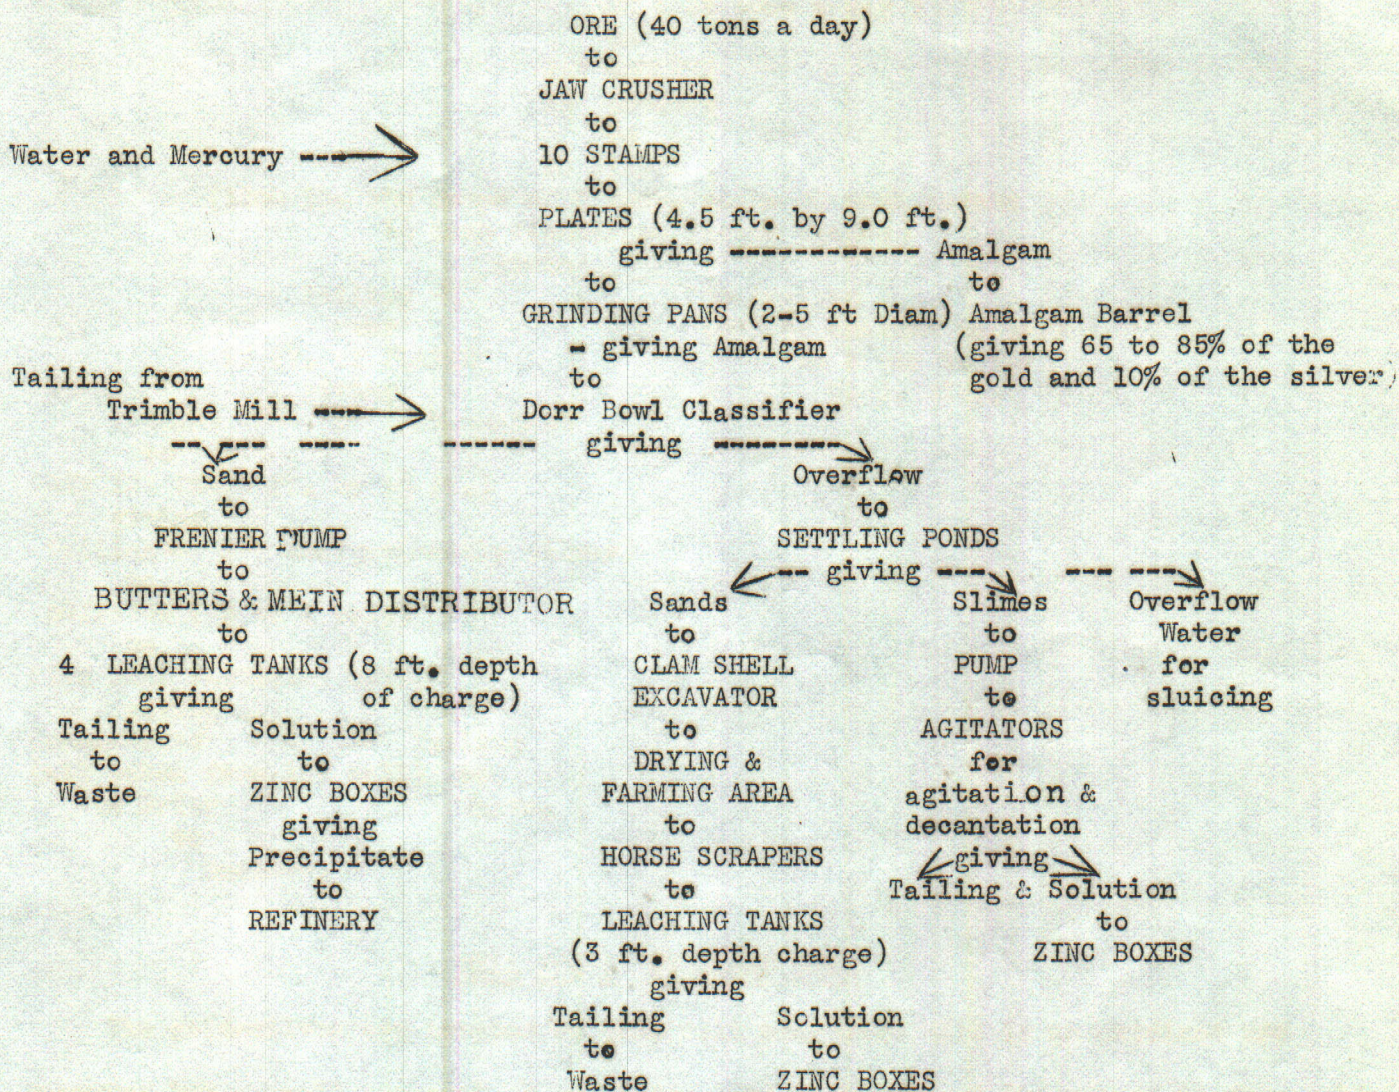 ORE (40 tons a day)
to
JAW CRUSHER
to
Water and Mercury 10 STAMPS
to
PLATES (4.5 ft. by 9.0 ft.)
giving ------------ Amalgam
to to
GRINDING PANS (2-5 ft Diam) Amalgam Barrel
- giving Amalgam (giving 65 to 85% of the
Tailing from to gold and 10% of the silver)
Trimble Mill Dorr Bowl Classifier
giving
Sand Overflow
to to
FRENIER PUMP SETTLING PONDS
to giving
BUTTERS & MEIN DISTRIBUTOR Sands Slimes Overflow
to to to Water
4 LEACHING TANKS (8 ft. depth CLAM SHELL PUMP for
giving of charge) EXCAVATOR to sluicing
Tailing Solution to AGITATORS
to to DRYING & for
Waste ZINC BOXES FARMING AREA agitation &
giving to decantation
Precipitate HORSE SCRAPERS giving
to to Tailing & Solution
REFINERY LEACHING TANKS to
(3 ft. depth charge) ZINC BOXES
giving
Tailing Solution
to to
Waste ZINC BOXES